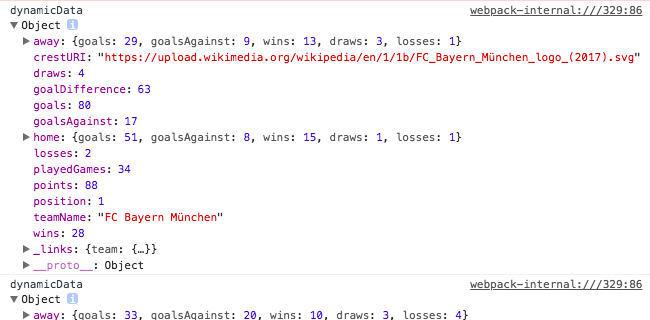 dynamicData webpack-internal:///329:86
▼Object i
▶away: {goals: 29, goalsAgainst: 9, wins: 13, draws: 3, losses: 1}
crestURI: "https://upload.wikimedia.org/wikipedia/en/1/1b/FC_Bayern_München_logo_(2017).svg"
draws: 4
goalDifference: 63
goals: 80
goalsAgainst: 17
▶home: {goals: 51, goalsAgainst: 8, wins: 15, draws: 1, losses: 1}
losses: 2
playedGames: 34
points: 88
position: 1
teamName: "FC Bayern München"
wins: 28
▶_links: {team: {…}}
▶__proto__: Object
dynamicData webpack-internal:///329:86
▼Object i
▶away: {goals: 33, goalsAgainst: 20, wins: 10, draws: 3, losses: 4}